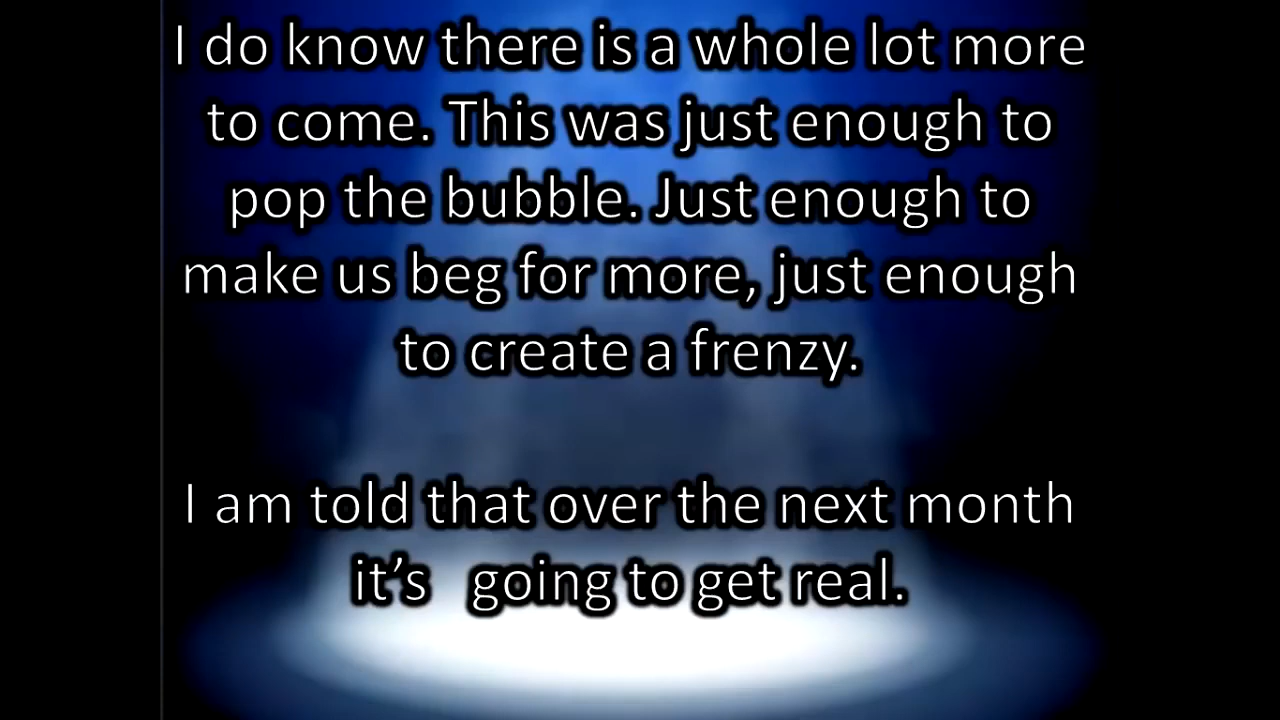 I do know there is a whole lot more
to come. This was just enough to
pop the bubble. Just enough to
make us beg for more, just enough
to create a frenzy.
I am told that over the next month
it’s going to get real.